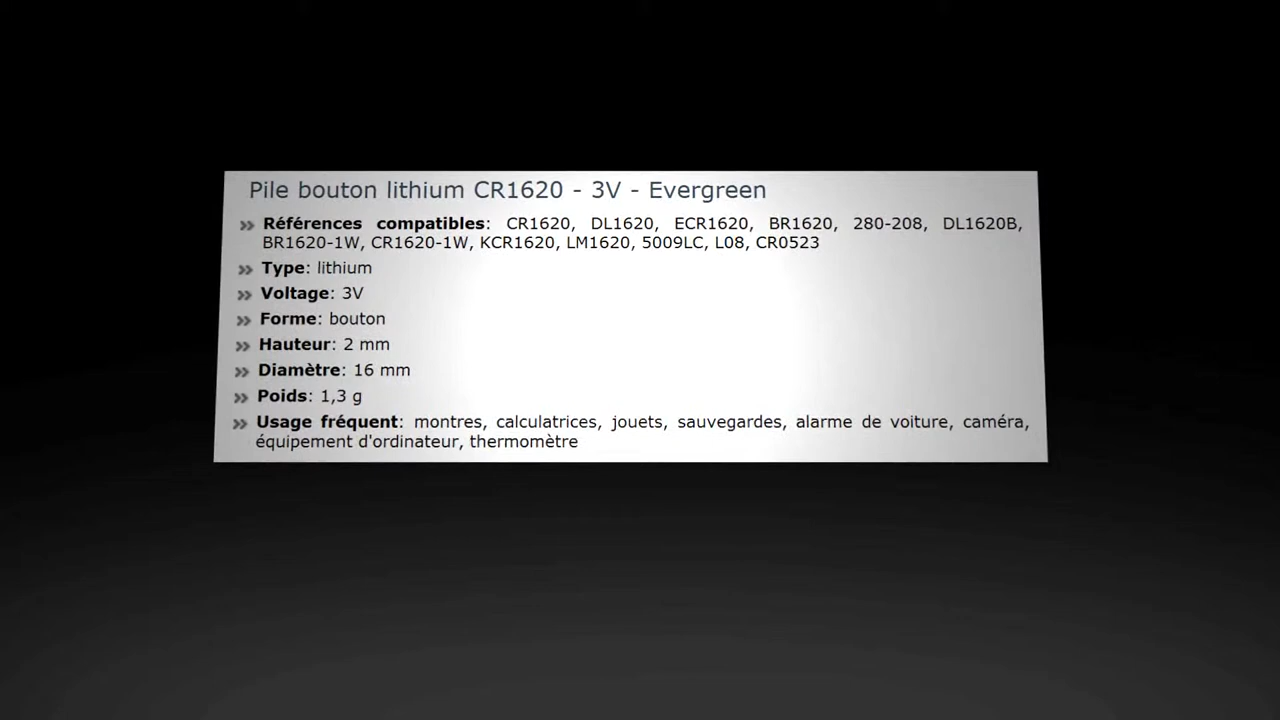 Pile bouton lithium CR1620 - 3V - Evergreen
» Références compatibles: CR1620, DL1620, ECR1620, BR1620, 280-208, DL1620B,
BR1620-1W, CR1620-1W, KCR1620, LM1620, 5009LC, L08, CR0523
» Type: lithium
» Voltage: 3V
» Forme: bouton
» Hauteur: 2 mm
» Diamètre: 16 mm
» Poids: 1,3 g
» Usage fréquent: montres, calculatrices, jouets, sauvegardes, alarme de voiture, caméra,
équipement d'ordinateur, thermomètre